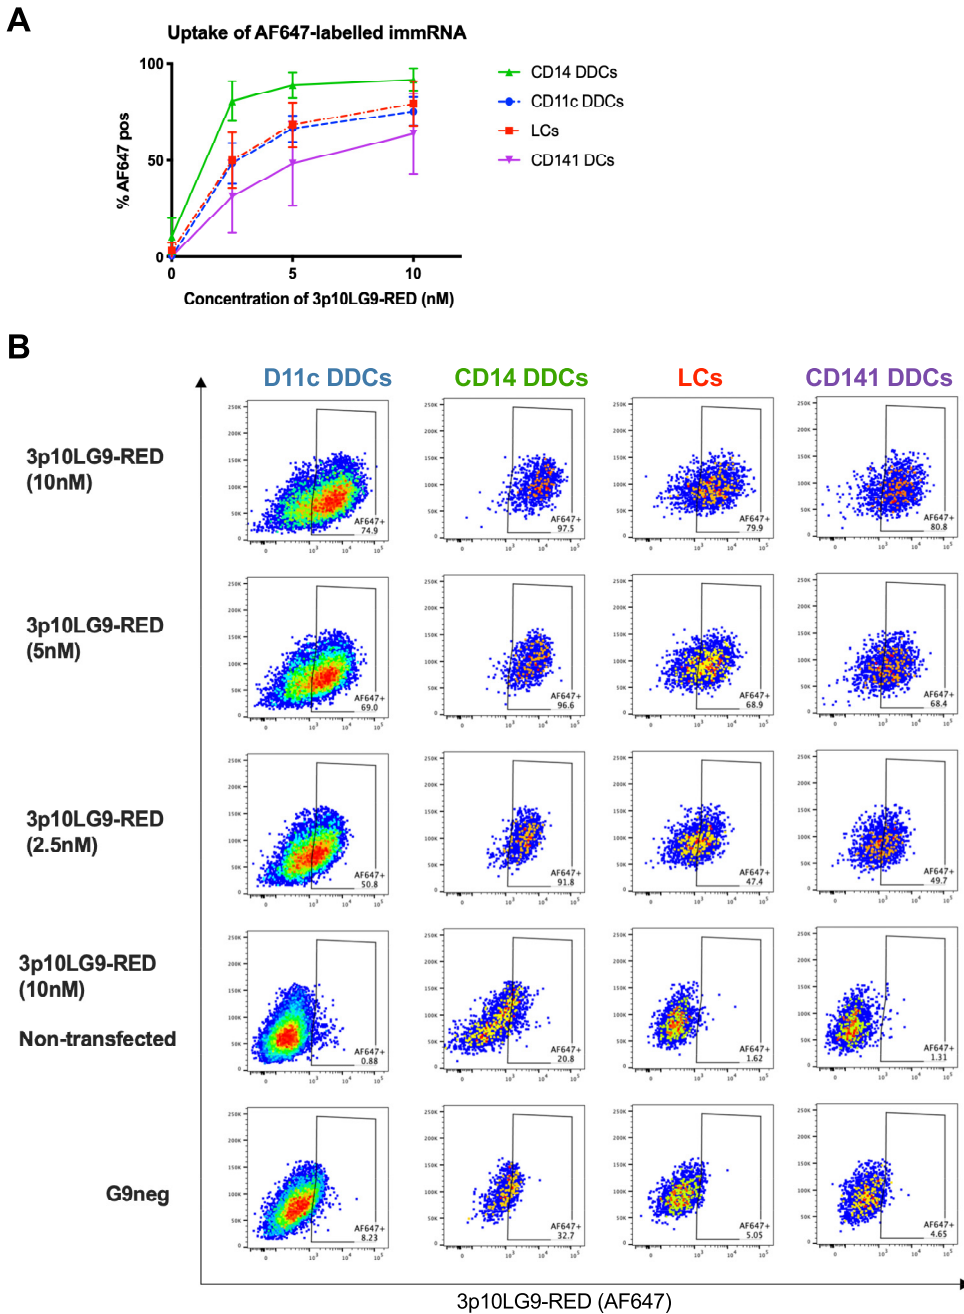 A
Uptake of AF647-labelled immRNA
100
50
0
% AF647 pos
0 5 10
Concentration of 3p10LG9-RED (nM)
CD14 DDCs
CD11c DDCs
LCs
CD141 DCs
B
D11c DDCs CD14 DDCs LCs CD141 DDCs
3p10LG9-RED
(10nM)
AF647+
74.9
AF647+
97.5
AF647+
79.9
AF647+
80.8
3p10LG9-RED
(5nM)
AF647+
69.0
AF647+
96.6
AF647+
68.9
AF647+
68.4
3p10LG9-RED
(2.5nM)
AF647+
50.8
AF647+
91.8
AF647+
47.4
AF647+
49.7
3p10LG9-RED
(10nM)
Non-transfected
AF647+
0.88
AF647+
20.8
AF647+
1.62
AF647+
1.31
G9neg
AF647+
8.23
AF647+
32.7
AF647+
5.05
AF647+
4.65
3p10LG9-RED (AF647)